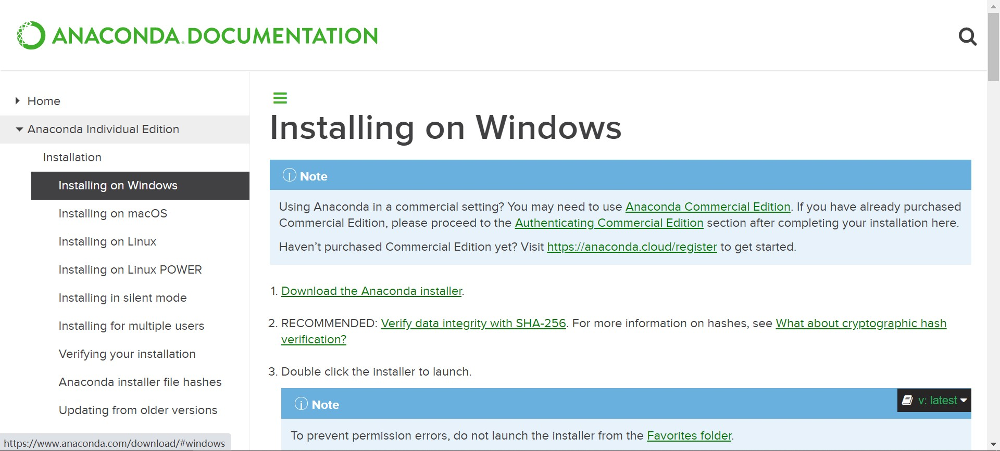 ANACONDA. DOCUMENTATION
Home
Anaconda Individual Edition
Installation
Installing on Windows
Installing on macOS
Installing on Linux
Installing on Linux POWER
Installing in silent mode
Installing for multiple users
Verifying your installation
Anaconda installer file hashes
Updating from older versions
https://www.anaconda.com/download/#windows
Installing on Windows
Note
Using Anaconda in a commercial setting? You may need to use Anaconda Commercial Edition. If you have already purchased
Commercial Edition, please proceed to the Authenticating Commercial Edition section after completing your installation here.
Haven’t purchased Commercial Edition yet? Visit https://anaconda.cloud/register to get started.
1. Download the Anaconda installer.
2. RECOMMENDED: Verify data integrity with SHA-256. For more information on hashes, see What about cryptographic hash
verification?
3. Double click the installer to launch.
Note
v: latest
To prevent permission errors, do not launch the installer from the Favorites folder.